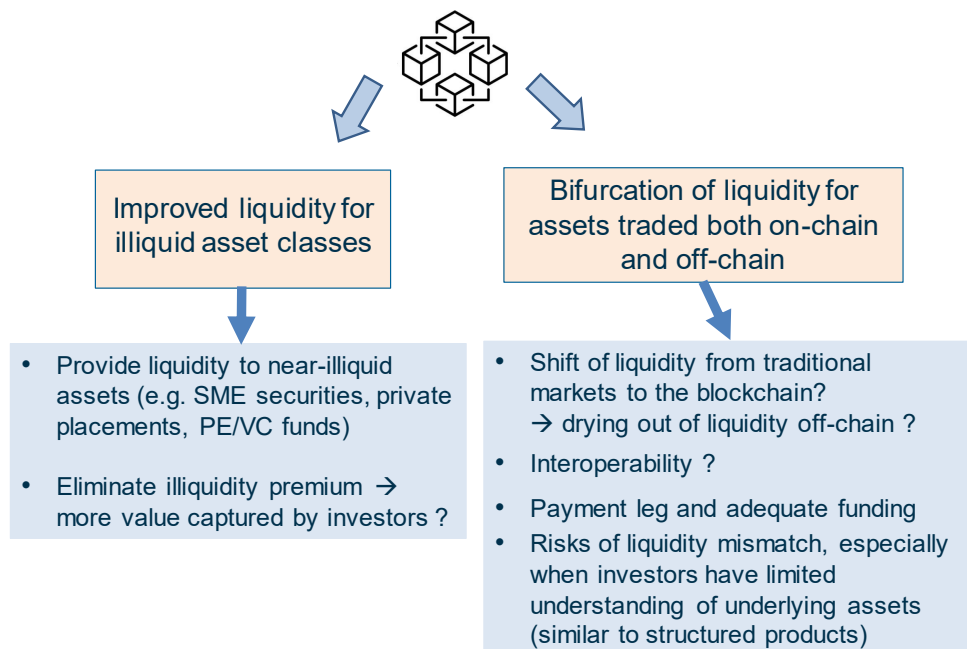 Improved liquidity for
illiquid asset classes
Bifurcation of liquidity for
assets traded both on-chain
and off-chain
• Provide liquidity to near-illiquid
assets (e.g. SME securities, private
placements, PE/VC funds)
• Eliminate illiquidity premium →
more value captured by investors ?
• Shift of liquidity from traditional
markets to the blockchain?
→ drying out of liquidity off-chain ?
• Interoperability ?
• Payment leg and adequate funding
• Risks of liquidity mismatch, especially
when investors have limited
understanding of underlying assets
(similar to structured products)